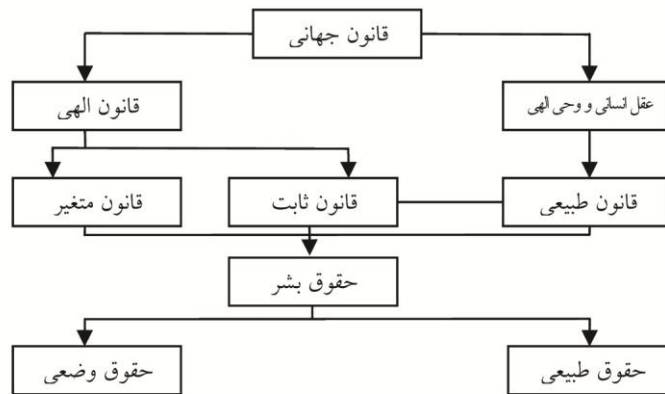 قانون جهانی
عقل انسانی و وحی الهی
قانون الهی
قانون طبیعی
قانون ثابت
قانون متغیر
حقوق بشر
حقوق طبیعی
حقوق وضعی